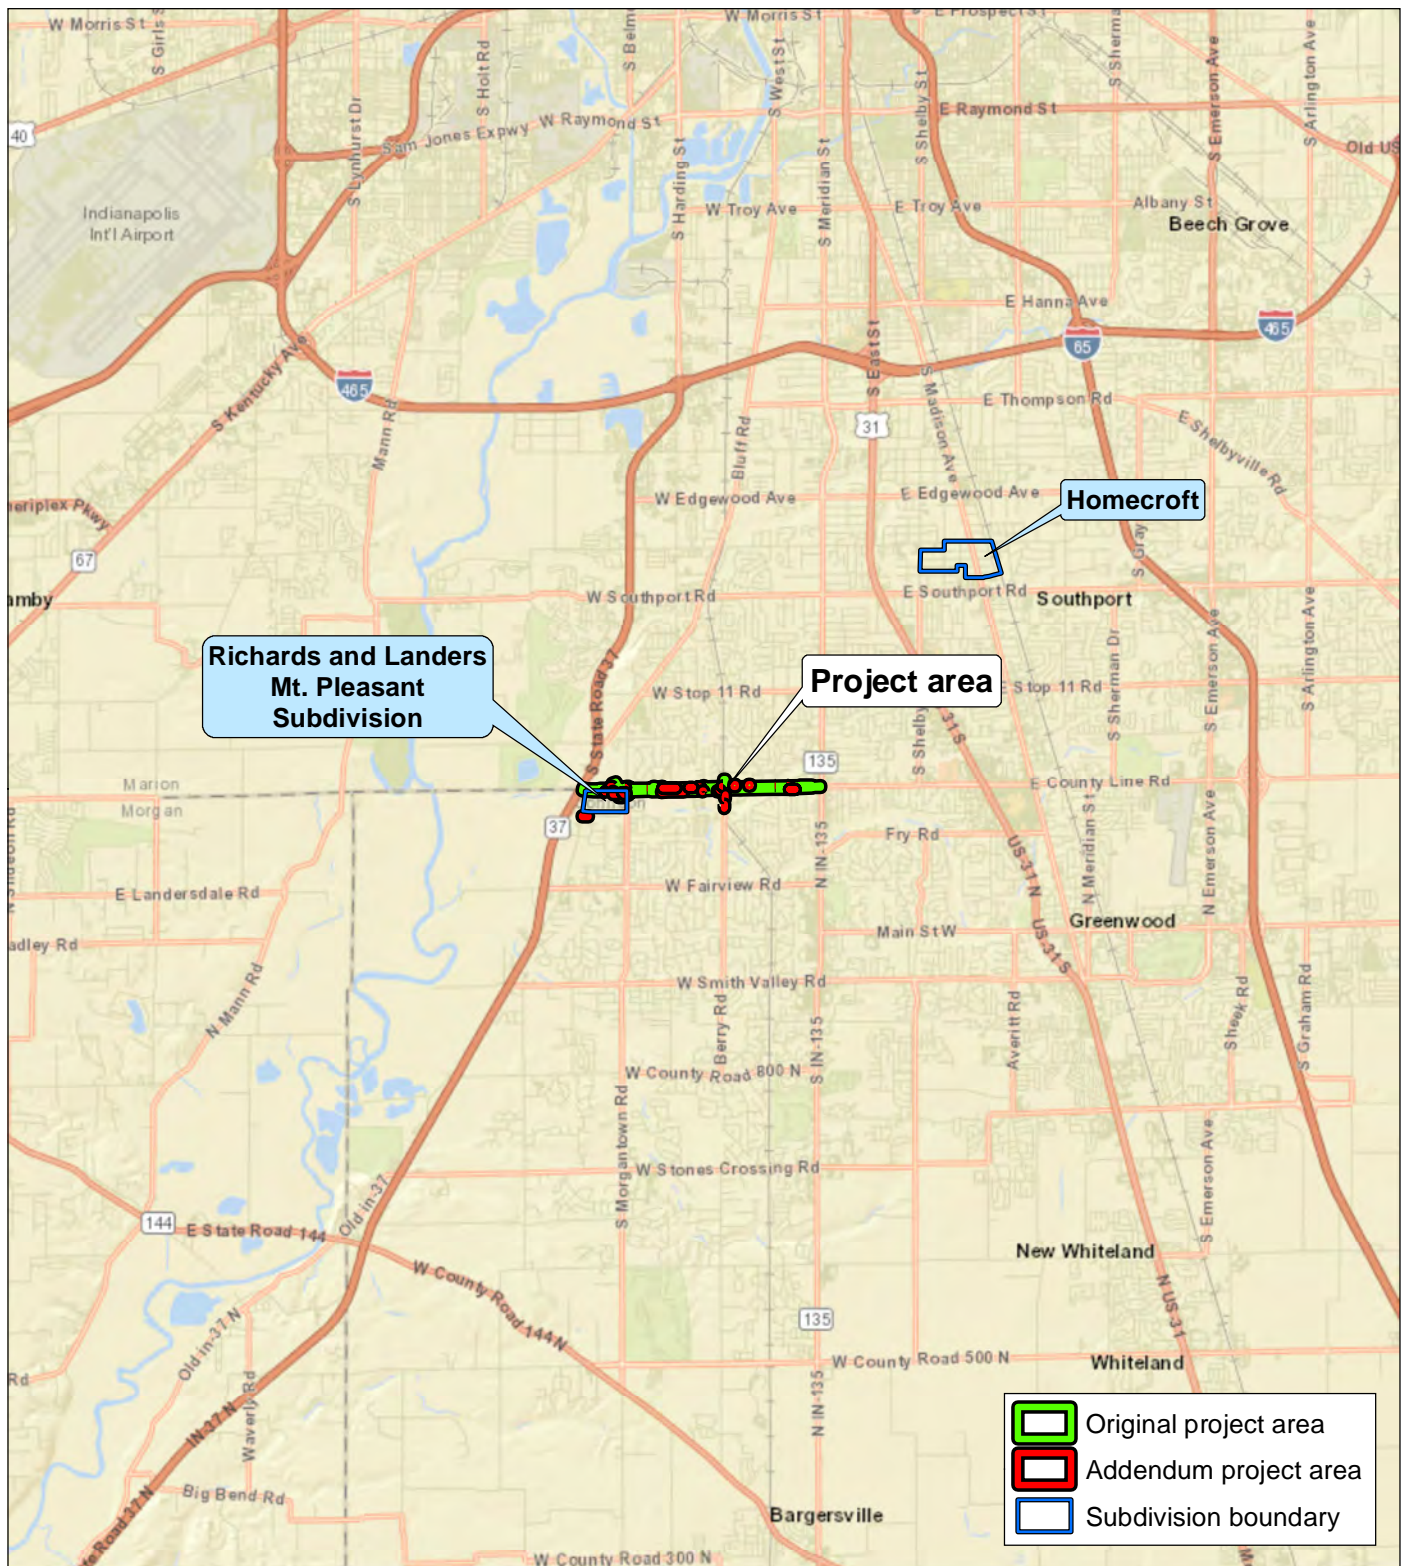 W Morris St
S Girls S
S Belm
W Morris St
E Prospect St
S Sherma
S Arlington Ave
S Holt Rd
S West St
S Emerson Ave
S Lynhurst Dr
S Shelby St
E Raymond St
W Raymond St
Sam Jones Expwy
40
Old US
S Harding St
S Meridian St
Indianapolis
Int'l Airport
W Troy Ave
E Troy Ave
Albany St
Beech Grove
E Hanna Ave
465
65
S Kentucky Ave
S East St
465
S Madison Ave
E Thompson Rd
Mann Rd
31
Bluff Rd
E Shelbyville Rd
W Edgewood Ave
E Edgewood Ave
Homecroft
meriplex Pkwy
67
S Gray
amby
W Southport Rd
E Southport Rd
Southport
Richards and Landers
Mt. Pleasant
Subdivision
S State Road 37
W Stop 11 Rd
Project area
E Stop 11 Rd
S Sherman Dr
S Emerson Ave
S Arlington Ave
S Shelby
US 31 S
135
Marion
Morgan
E County Line Rd
37
N IN-135
Fry Rd
US-31 N
N Meridian St
N Emerson Ave
E Landersdale Rd
W Fairview Rd
Main St W
US-31 S
Greenwood
adley Rd
N Mann Rd
W Smith Valley Rd
Berry Rd
S IN-135
Averitt Rd
Sheek Rd
S Graham Rd
W County Road 800 N
S Morgantown Rd
W Stones Crossing Rd
S Emerson Ave
Old in-37
144
E State Road 144
New Whiteland
W County Road 144 N
N US-31
135
Old in-37 N
W County Road 500 N
Whiteland
Rd
Waverly Rd
IN-37 N
N IN-135
Original project area
Addendum project area
Subdivision boundary
Big Bend Rd
te Road 37 N
Bargersville
W County Road 300 N